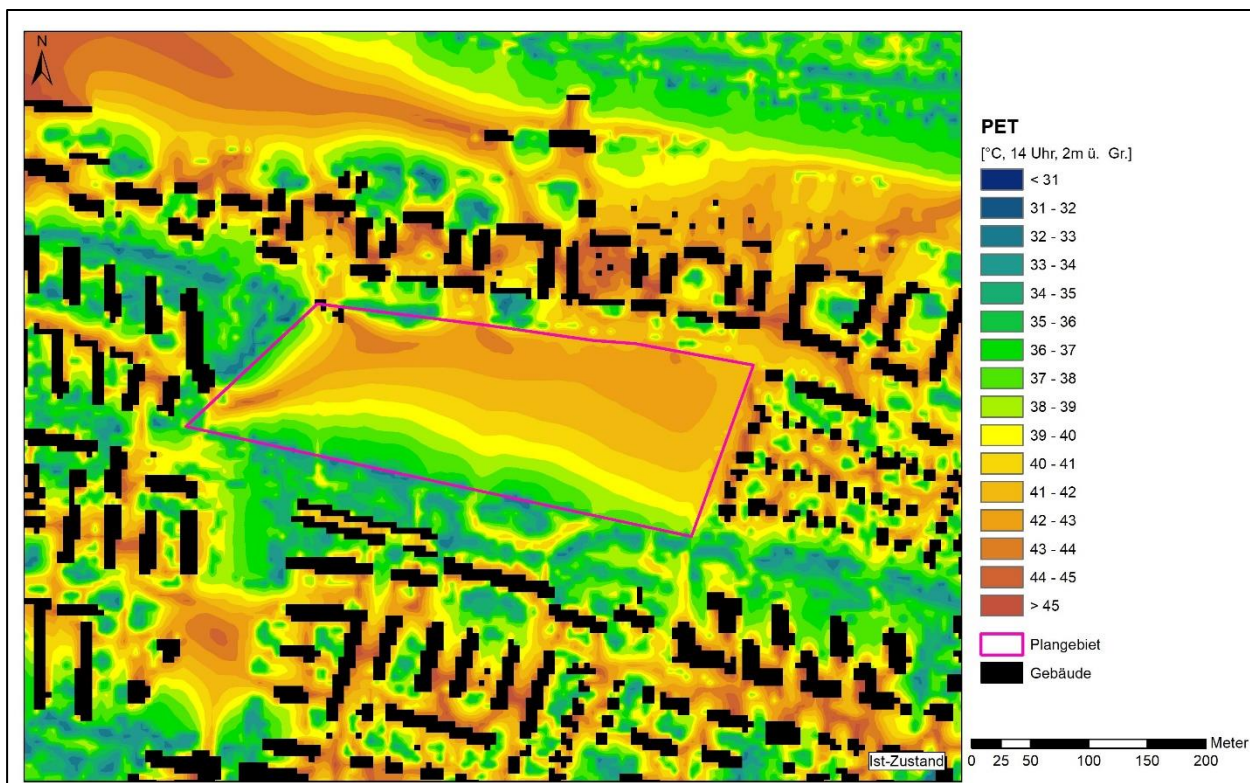 N
PET
[°C, 14 Uhr, 2m ü. Gr.]
< 31
31 - 32
32 - 33
33 - 34
34 - 35
35 - 36
36 - 37
37 - 38
38 - 39
39 - 40
40 - 41
41 - 42
42 - 43
43 - 44
44 - 45
> 45
Plangebiet
Gebäude
Ist-Zustand
Meter
0 25 50 100 150 200